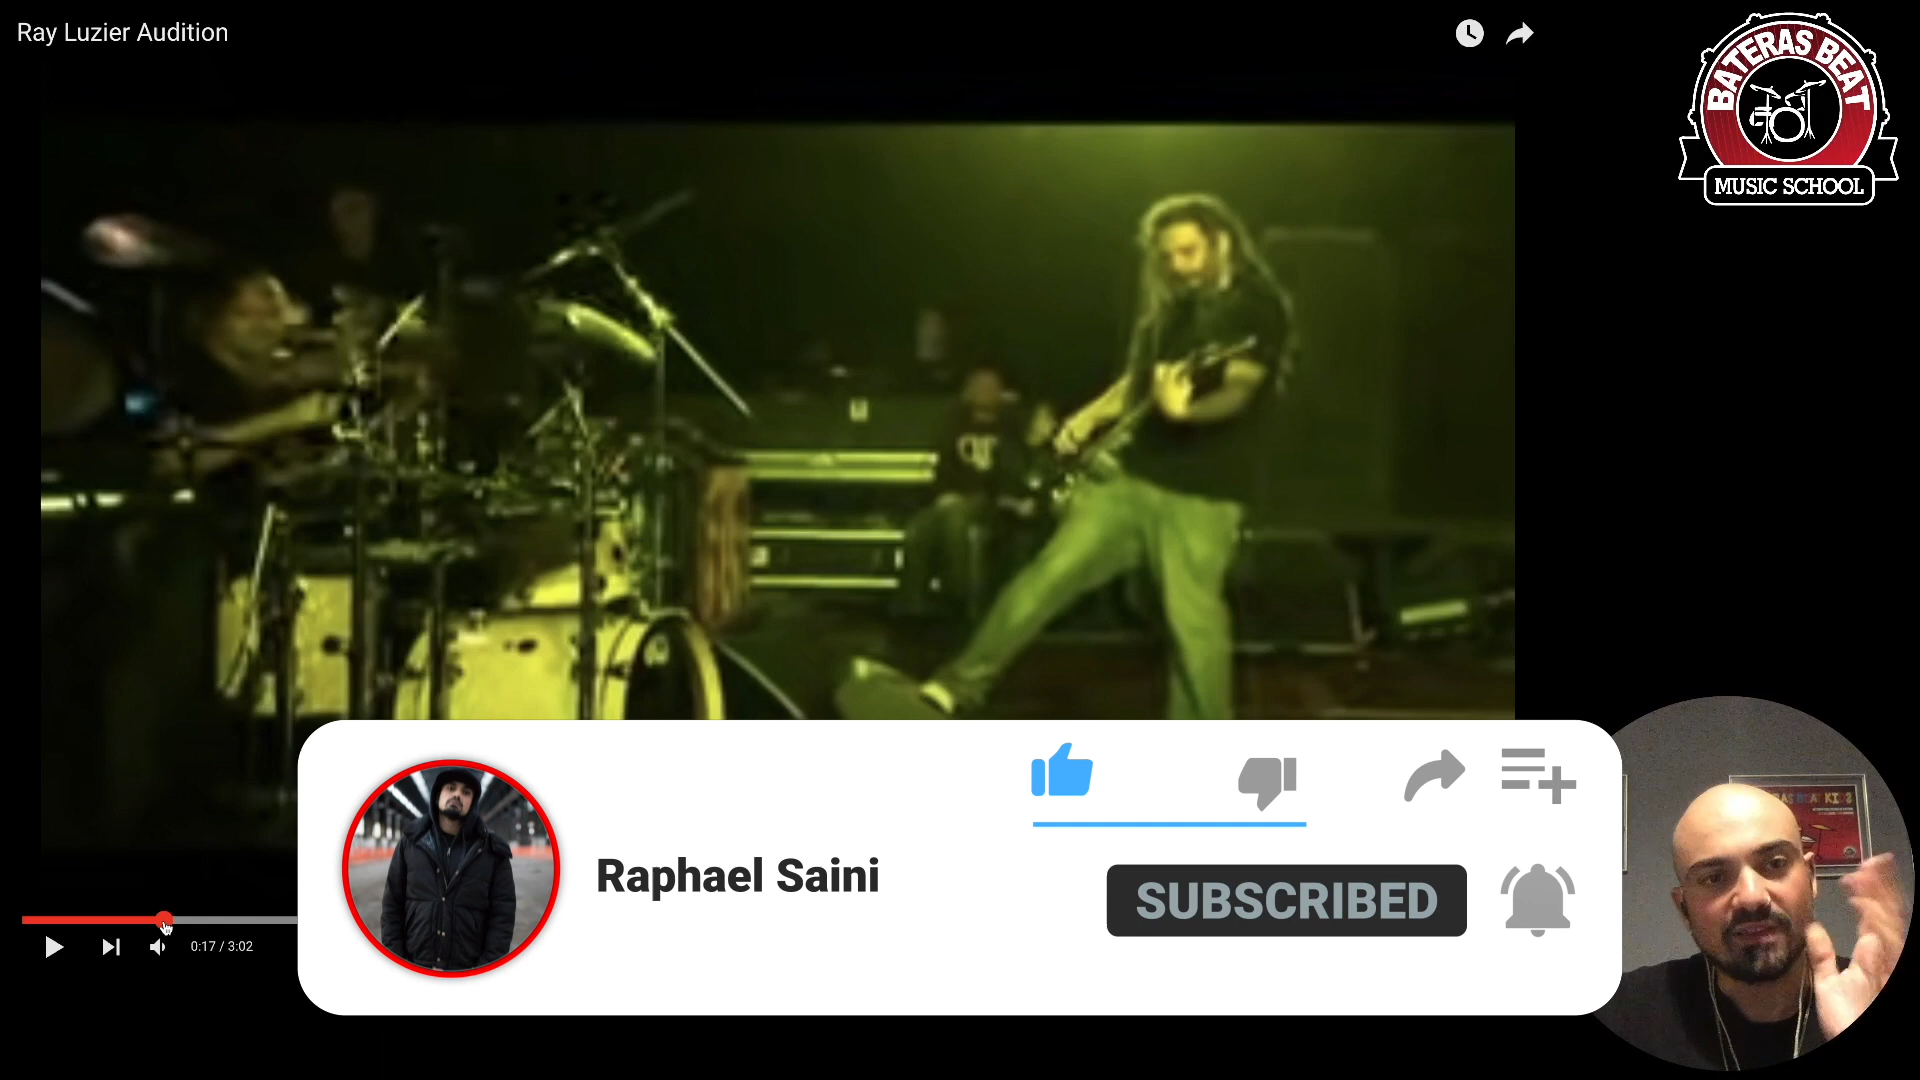 Ray Luzier Audition
BATERAS BEAT
MUSIC SCHOOL
Raphael Saini
SUBSCRIBED
0:17 / 3:02